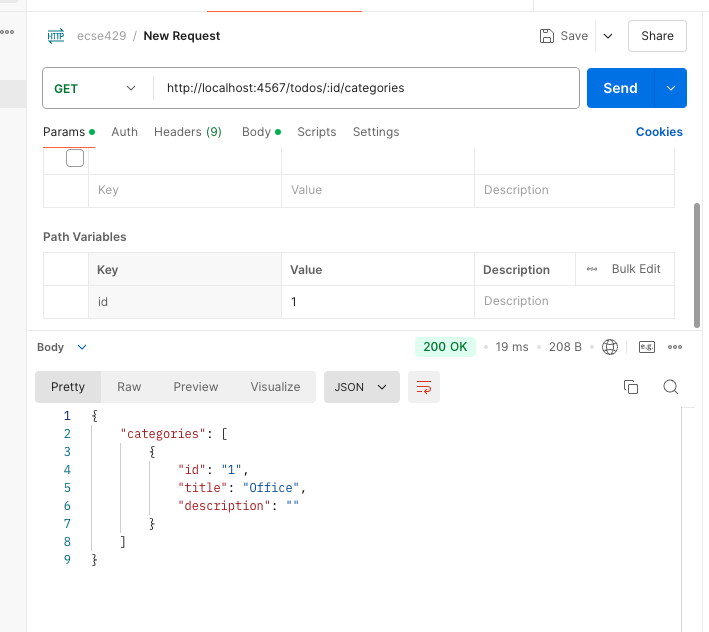 HTTP ecse429 / New Request Save Share
GET http://localhost:4567/todos/:id/categories Send
Params Auth Headers (9) Body Scripts Settings Cookies
Key Value Description
Path Variables
Key Value Description Bulk Edit
id 1 Description
Body 200 OK 19 ms 208 B e.g.
Pretty Raw Preview Visualize JSON
1 {
2 "categories": [
3 {
4 "id": "1",
5 "title": "Office",
6 "description": ""
7 }
8 ]
9 }